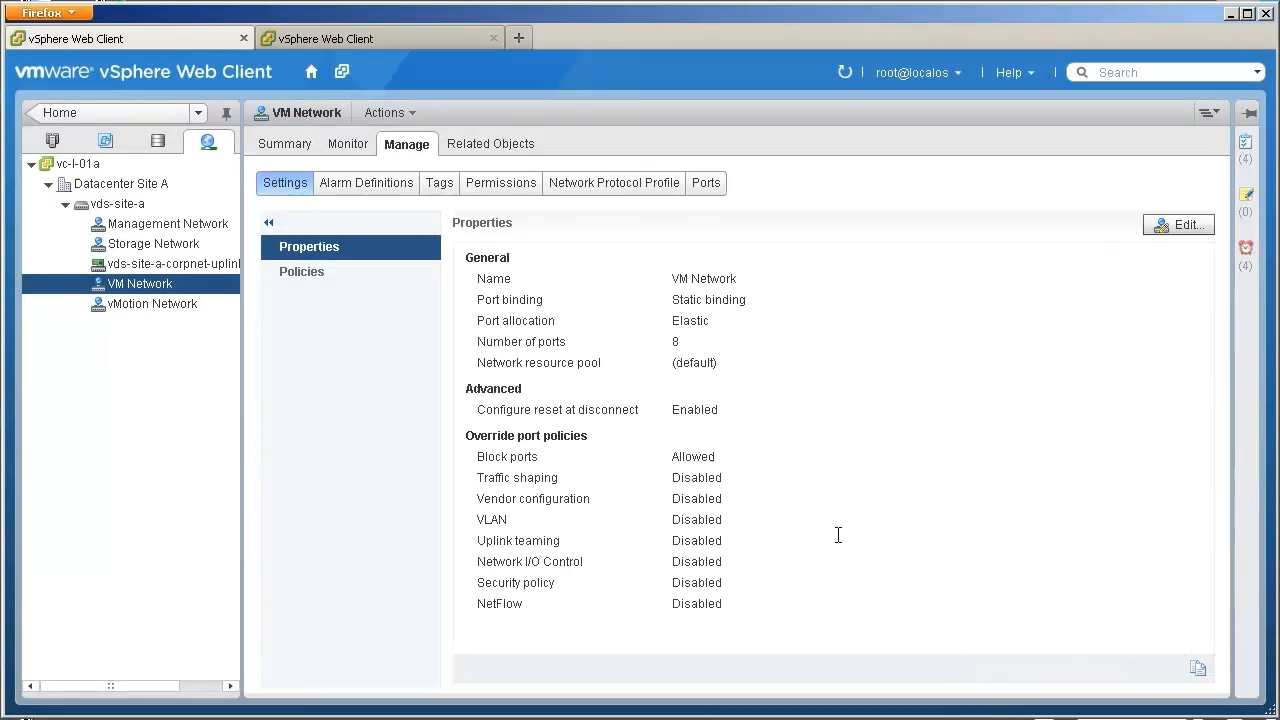 Firefox
vSphere Web Client
vSphere Web Client
vmware® vSphere Web Client
root@localos
Help
Search
Home
VM Network
Actions
Summary
Monitor
Manage
Related Objects
(4)
(0)
(4)
vc-l-01a
Datacenter Site A
vds-site-a
Management Network
Storage Network
vds-site-a-corpnet-uplinl
VM Network
vMotion Network
Settings
Alarm Definitions
Tags
Permissions
Network Protocol Profile
Ports
Properties
Policies
Properties
Edit...
General
Name VM Network
Port binding Static binding
Port allocation Elastic
Number of ports 8
Network resource pool (default)
Advanced
Configure reset at disconnect Enabled
Override port policies
Block ports Allowed
Traffic shaping Disabled
Vendor configuration Disabled
VLAN Disabled
Uplink teaming Disabled
Network I/O Control Disabled
Security policy Disabled
NetFlow Disabled